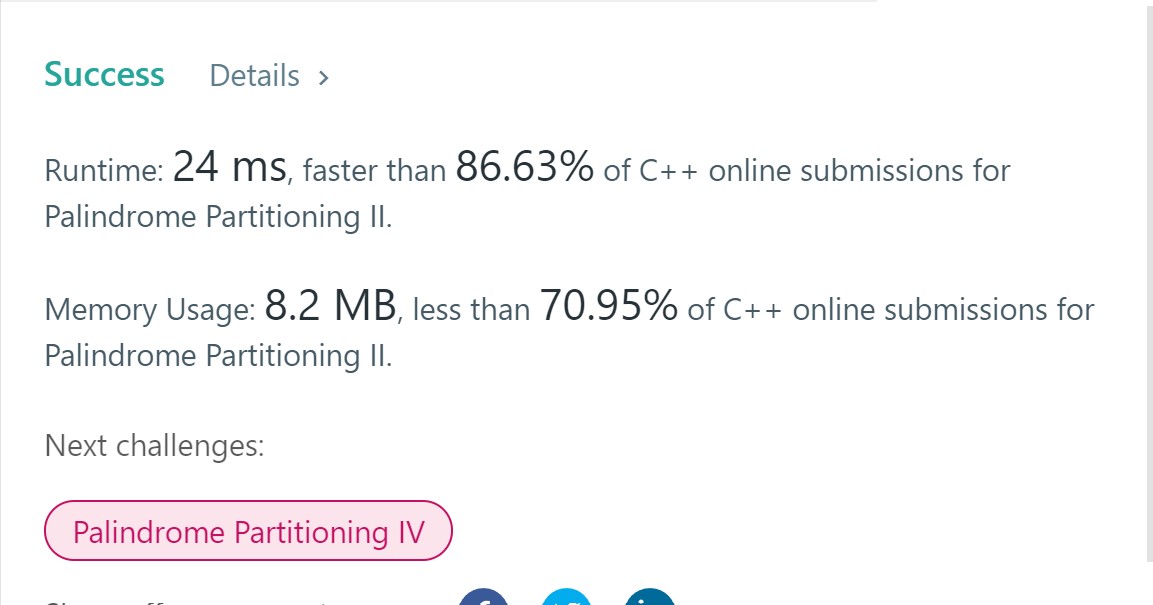 Success Details >
Runtime: 24 ms, faster than 86.63% of C++ online submissions for
Palindrome Partitioning II.
Memory Usage: 8.2 MB, less than 70.95% of C++ online submissions for
Palindrome Partitioning II.
Next challenges:
Palindrome Partitioning IV